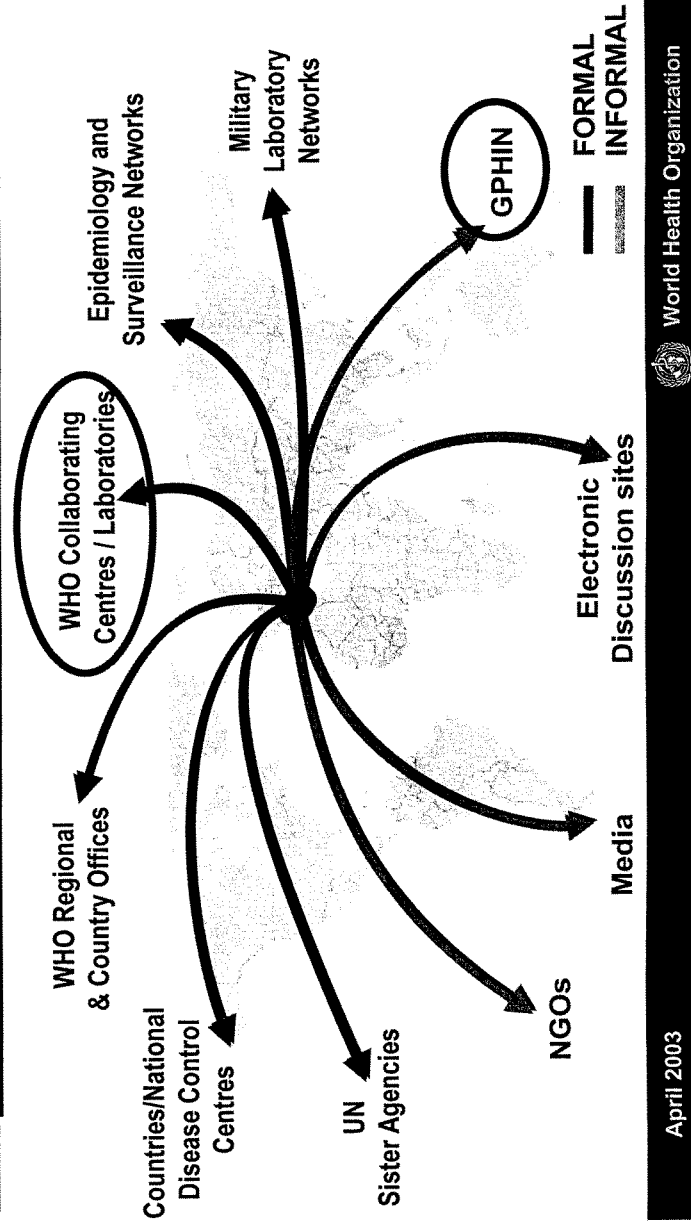 WHO Collaborating
Centres / Laboratories
Epidemiology and
Surveillance Networks
WHO Regional
& Country Offices
Military
Laboratory
Networks
Countries/National
Disease Control
Centres
UN
Sister Agencies
GPHIN
NGOs
Media
Electronic
Discussion sites
FORMAL
INFORMAL
April 2003
World Health Organization